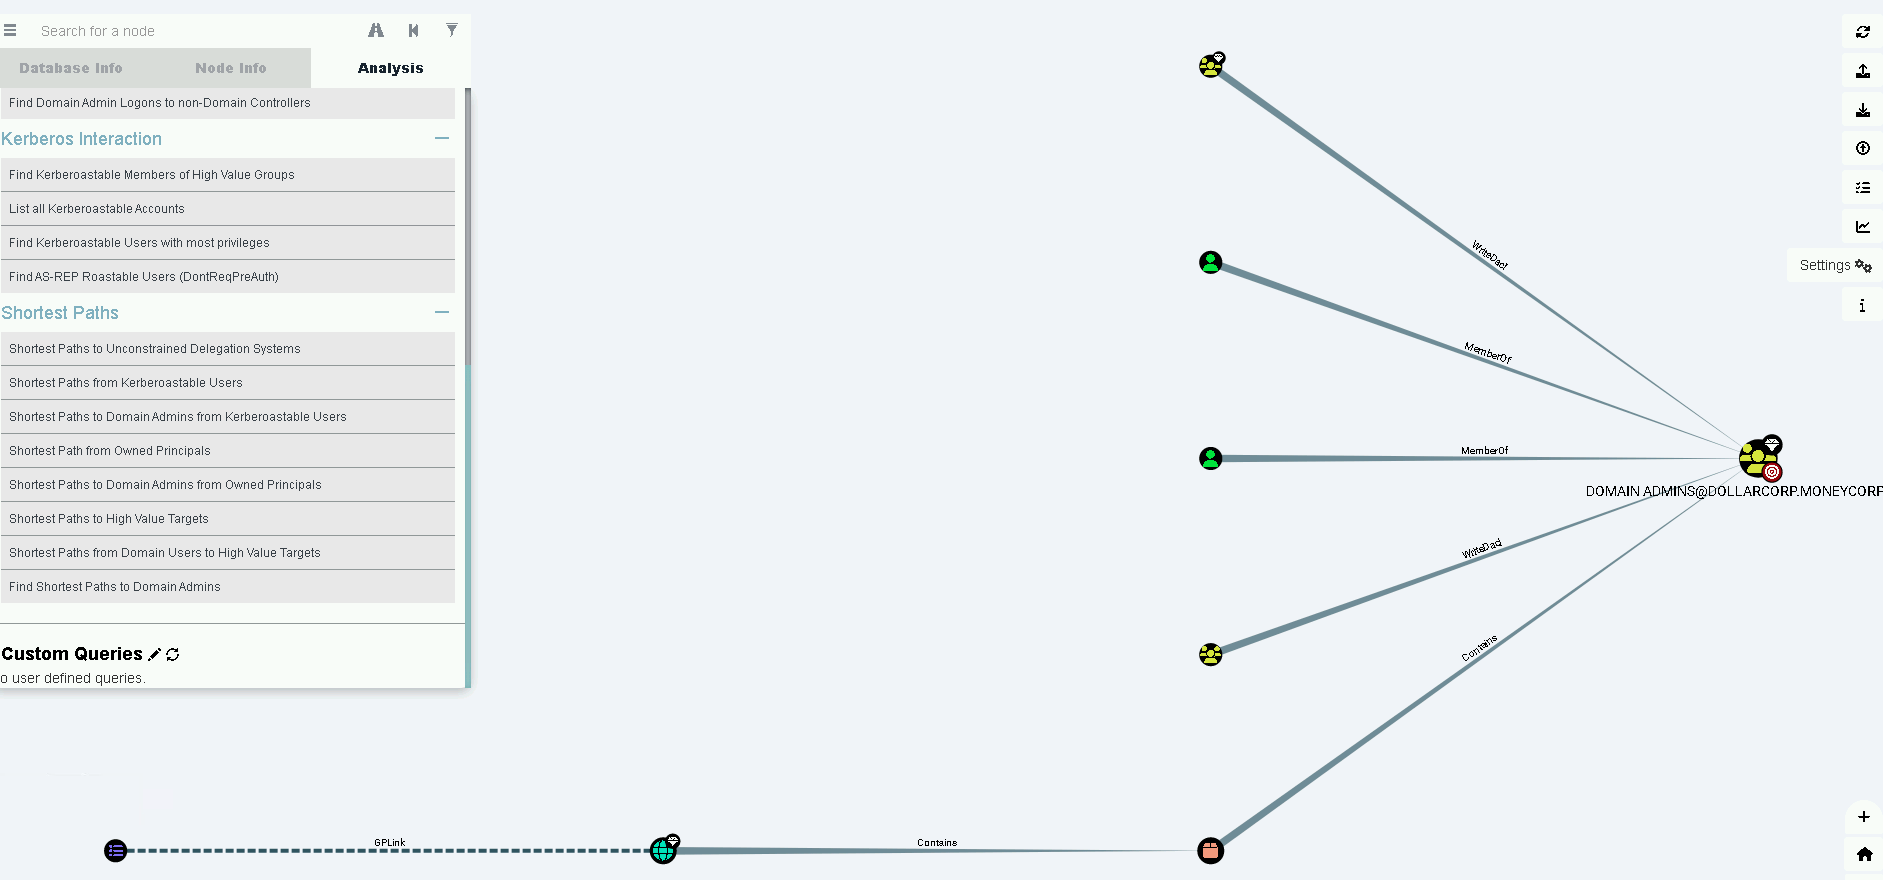 Search for a node
Database Info
Node Info
Analysis
Find Domain Admin Logons to non-Domain Controllers
Kerberos Interaction
Find Kerberoastable Members of High Value Groups
List all Kerberoastable Accounts
Find Kerberoastable Users with most privileges
Find AS-REP Roastable Users (DontReqPreAuth)
Shortest Paths
Shortest Paths to Unconstrained Delegation Systems
Shortest Paths from Kerberoastable Users
Shortest Paths to Domain Admins from Kerberoastable Users
Shortest Path from Owned Principals
Shortest Paths to Domain Admins from Owned Principals
Shortest Paths to High Value Targets
Shortest Paths from Domain Users to High Value Targets
Find Shortest Paths to Domain Admins
Custom Queries
o user defined queries.
WriteDacl
MemberOf
MemberOf
WriteDacl
Contains
DOMAIN ADMINS@DOLLARCORP.MONEYCORP
GPLink
Contains
Settings